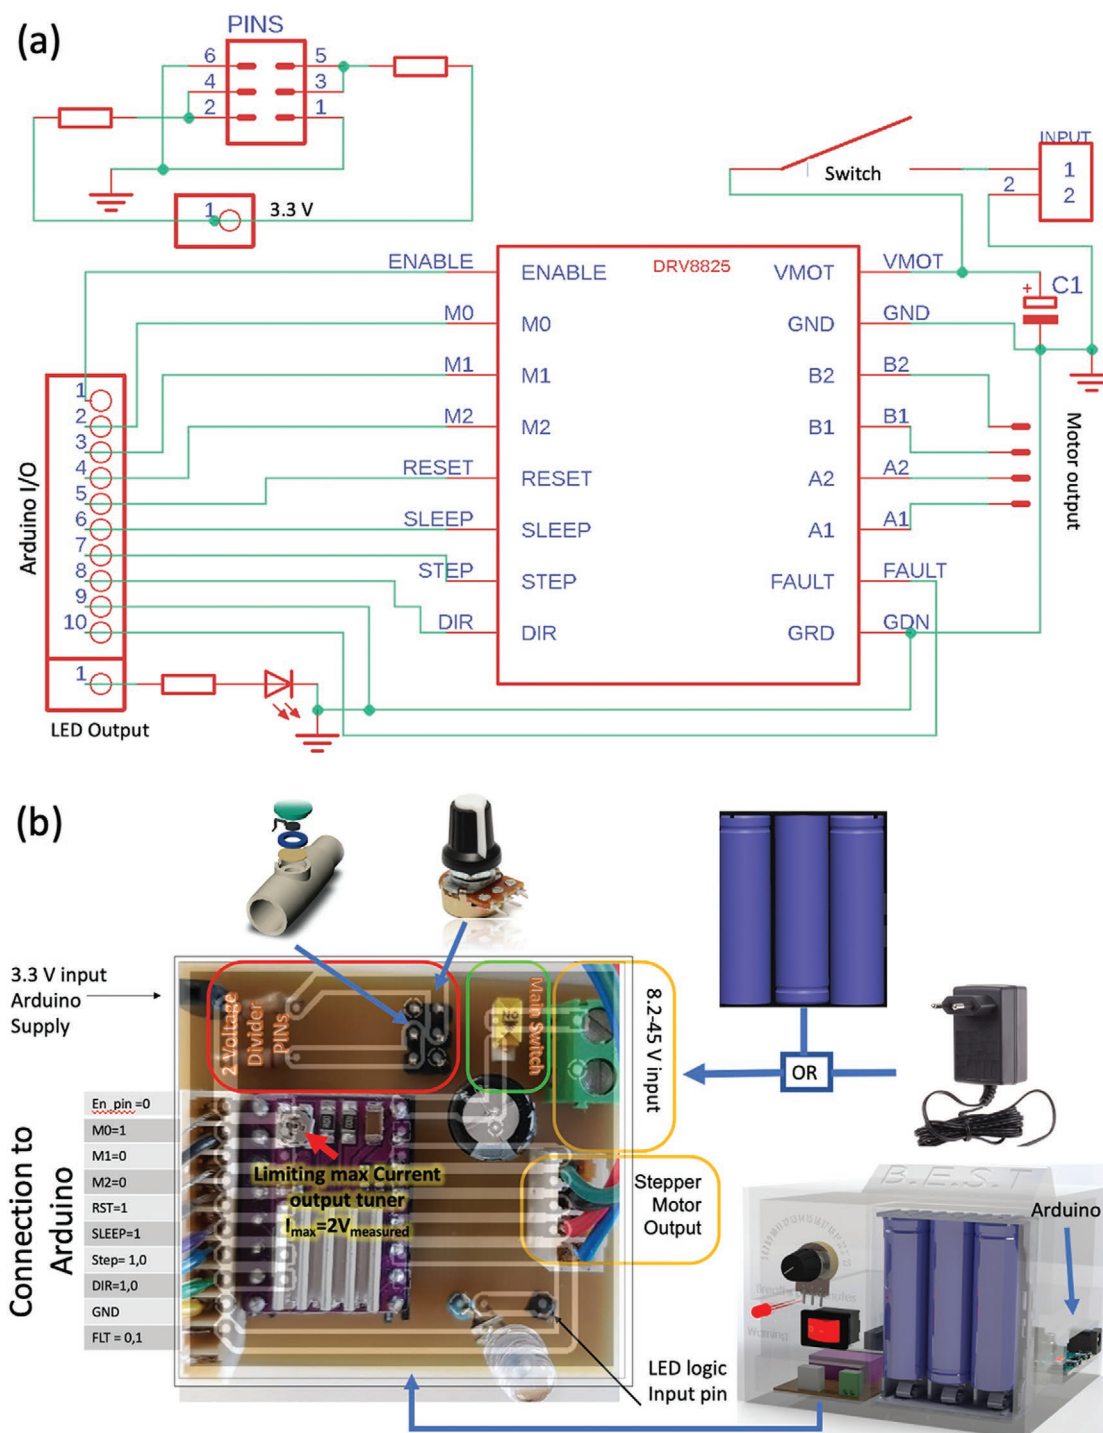 (a)
PINS
6 5
4 3
2 1
1 3.3 V
INPUT
1
2 2
Switch
DRV8825
ENABLE ENABLE VMOT VMOT
+ C1
M0 M0 GND GND
M1 M1 B2 B2
M2 M2 B1 B1
RESET RESET A2 A2
SLEEP SLEEP A1 A1
STEP STEP FAULT FAULT
DIR DIR GRD GDN
Motor output
Arduino I/O
1
2
3
4
5
6
7
8
9
10
1
LED Output
(b)
3.3 V input
Arduino
Supply
2 Voltage
Divider
PINs
Main Switch
8.2-45 V input
OR
Connection to
Arduino
En_pin =0
M0=1
M1=0
M2=0
RST=1
SLEEP=1
Step= 1,0
DIR=1,0
GND
FLT = 0,1
Limiting max Current
output tuner
Imax=2Vmeasured
Stepper
Motor
Output
LED logic
Input pin
B.E.S.T
Arduino
Warning